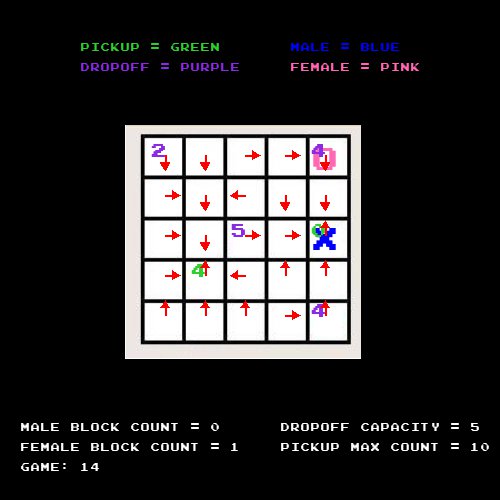 PICKUP = GREEN MALE = BLUE
DROPOFF = PURPLE FEMALE = PINK
2 4
5
4
4
MALE BLOCK COUNT = 0 DROPOFF CAPACITY = 5
FEMALE BLOCK COUNT = 1 PICKUP MAX COUNT = 10
GAME: 14